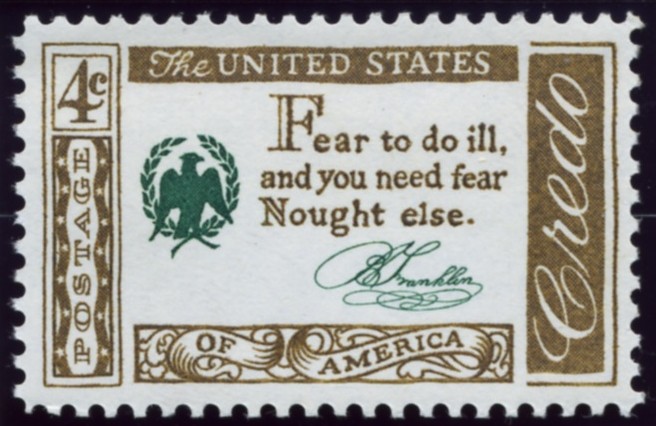 4c
The UNITED STATES
POSTAGE
Fear to do ill,
and you need fear
Nought else.
B Franklin
OF AMERICA
Credo